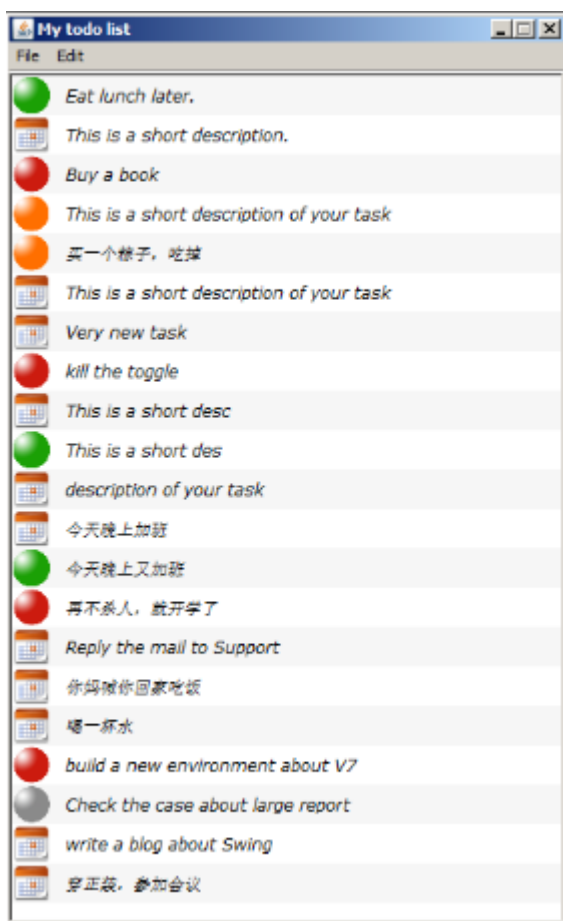 My todo list
File Edit
Eat lunch later.
This is a short description.
Buy a book
This is a short description of your task
买一个粽子，吃掉
This is a short description of your task
Very new task
kill the toggle
This is a short desc
This is a short des
description of your task
今天晚上加班
今天晚上又加班
再不杀人，就开学了
Reply the mail to Support
你妈喊你回家吃饭
喝一杯水
build a new environment about V7
Check the case about large report
write a blog about Swing
穿正装，参加会议